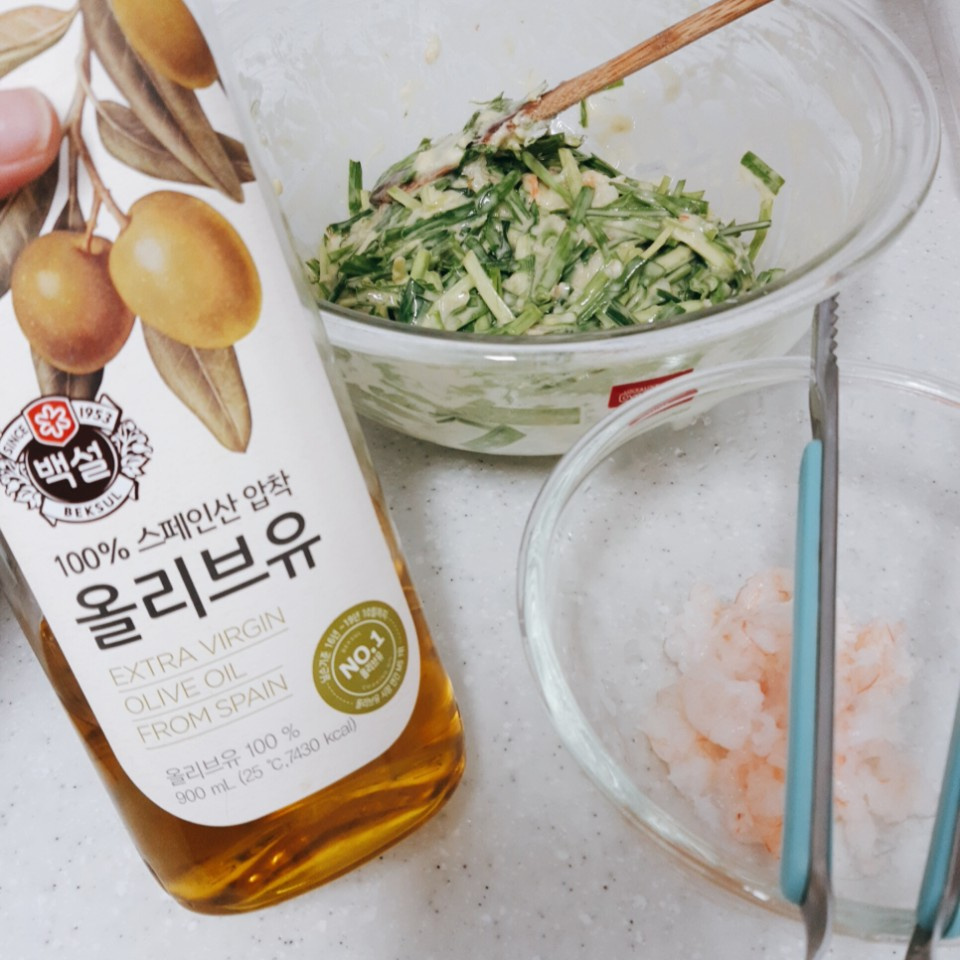 SINCE 1953
백설
BEKSUL
100% 스페인산 압착
올리브유
EXTRA VIRGIN
OLIVE OIL
FROM SPAIN
NO.1
올리브유 100 %
900 mL (25 ℃,7430 kcal)